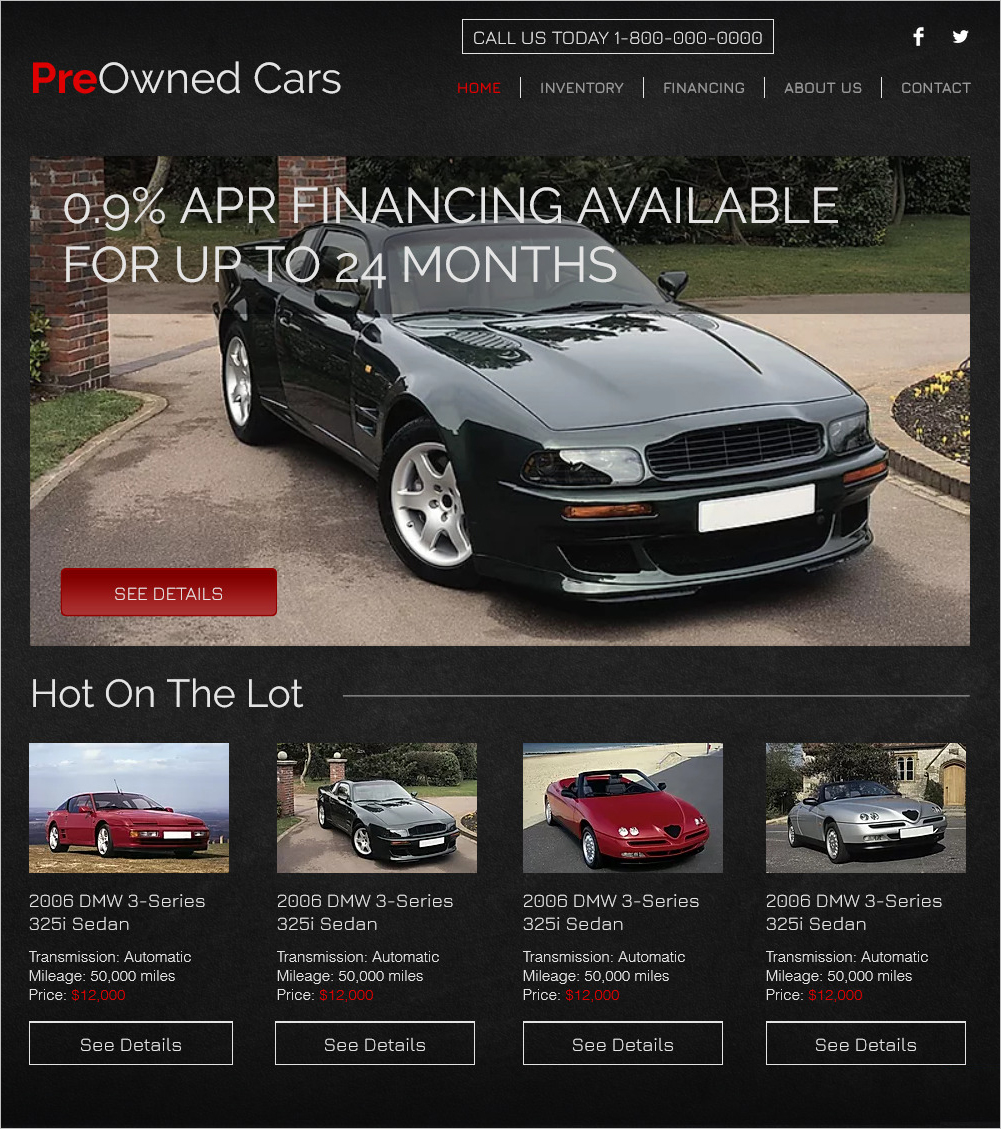 CALL US TODAY 1-800-000-0000
PreOwned Cars
HOME
INVENTORY
FINANCING
ABOUT US
CONTACT
0.9% APR FINANCING AVAILABLE
FOR UP TO 24 MONTHS
SEE DETAILS
Hot On The Lot
2006 DMW 3-Series
325i Sedan
Transmission: Automatic
Mileage: 50,000 miles
Price: $12,000
See Details
2006 DMW 3-Series
325i Sedan
Transmission: Automatic
Mileage: 50,000 miles
Price: $12,000
See Details
2006 DMW 3-Series
325i Sedan
Transmission: Automatic
Mileage: 50,000 miles
Price: $12,000
See Details
2006 DMW 3-Series
325i Sedan
Transmission: Automatic
Mileage: 50,000 miles
Price: $12,000
See Details